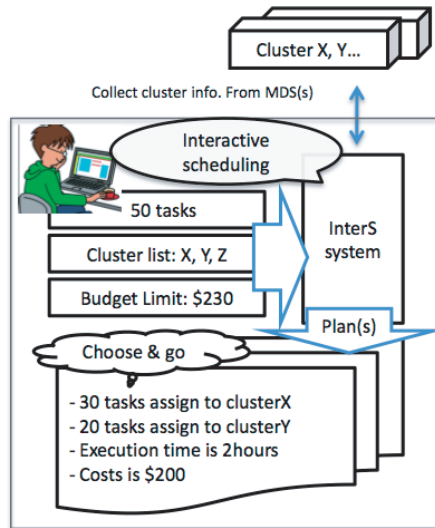 Cluster X, Y...
Collect cluster info. From MDS(s)
Interactive
scheduling
50 tasks
InterS
system
Cluster list: X, Y, Z
Budget Limit: $230
Plan(s)
Choose & go
- 30 tasks assign to clusterX
- 20 tasks assign to clusterY
- Execution time is 2hours
- Costs is $200